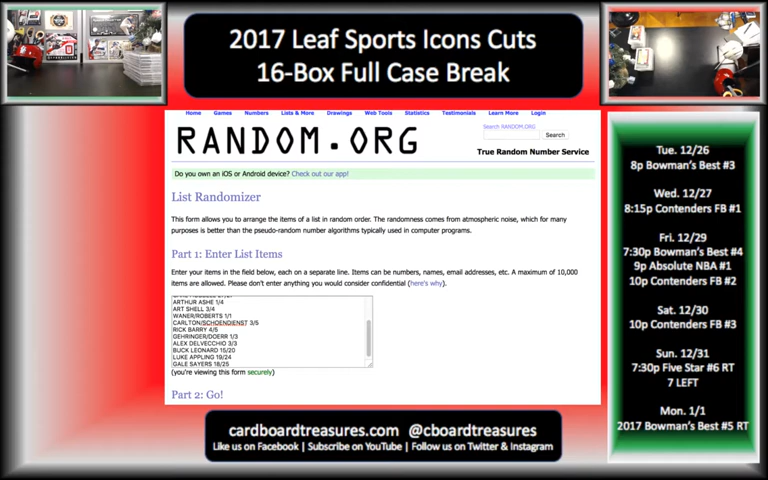 2017 Leaf Sports Icons Cuts
16-Box Full Case Break
Home Games Numbers Lists & More Drawings Web Tools Statistics Testimonials Learn More Login
RANDOM.ORG
Search RANDOM.ORG
Search
True Random Number Service
Do you own an iOS or Android device? Check out our app!
List Randomizer
This form allows you to arrange the items of a list in random order. The randomness comes from atmospheric noise, which for many
purposes is better than the pseudo-random number algorithms typically used in computer programs.
Part 1: Enter List Items
Enter your items in the field below, each on a separate line. Items can be numbers, names, email addresses, etc. A maximum of 10,000
items are allowed. Please don't enter anything you would consider confidential (here's why).
ARTHUR ASHE 1/4
ART SHELL 3/4
WANER/ROBERTS 1/1
CARLTON/SCHOENDIENST 3/5
RICK BARRY 4/5
GEHRINGER/DOERR 1/3
ALEX DELVECCHIO 3/3
BUCK LEONARD 15/20
LUKE APPLING 19/24
GALE SAYERS 18/25
(you're viewing this form securely)
Part 2: Go!
Tue. 12/26
8p Bowman's Best #3
Wed. 12/27
8:15p Contenders FB #1
Fri. 12/29
7:30p Bowman's Best #4
9p Absolute NBA #1
10p Contenders FB #2
Sat. 12/30
10p Contenders FB #3
Sun. 12/31
7:30p Five Star #6 RT
7 LEFT
Mon. 1/1
2017 Bowman's Best #5 RT
cardboardtreasures.com @cboardtreasures
Like us on Facebook | Subscribe on YouTube | Follow us on Twitter & Instagram